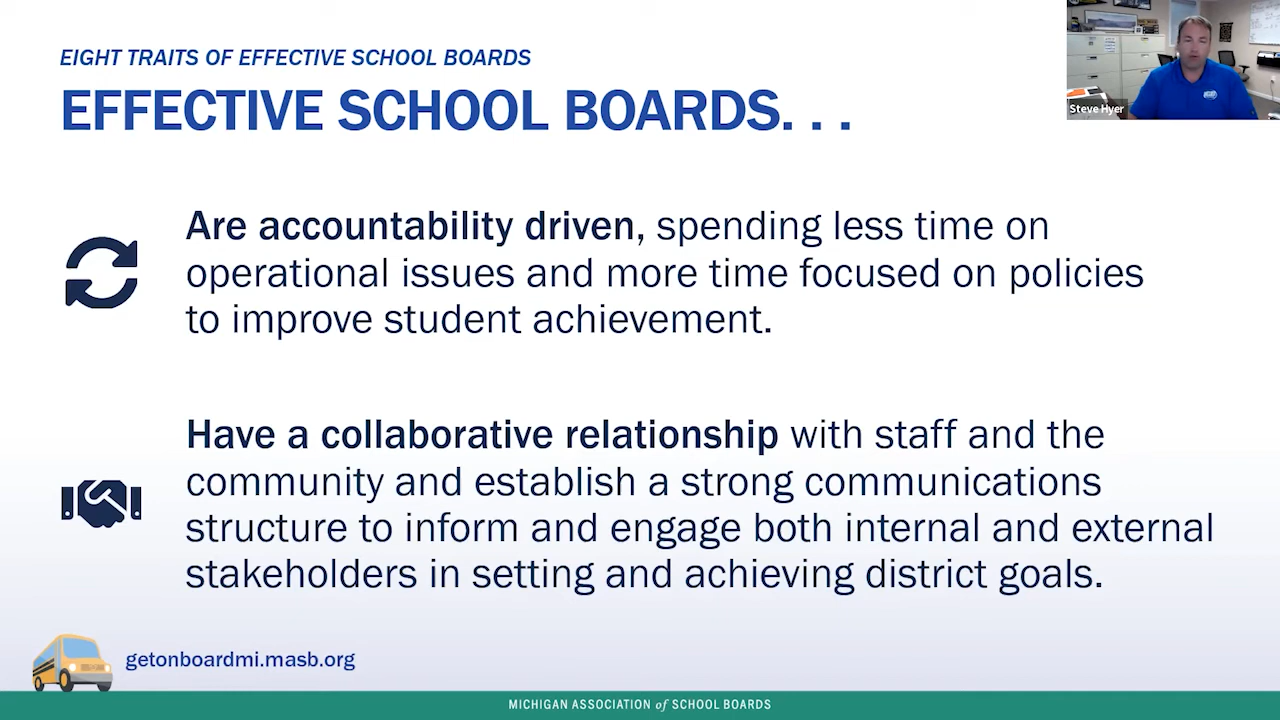 EIGHT TRAITS OF EFFECTIVE SCHOOL BOARDS
EFFECTIVE SCHOOL BOARDS. . .
Steve Hyer
Are accountability driven, spending less time on
operational issues and more time focused on policies
to improve student achievement.
Have a collaborative relationship with staff and the
community and establish a strong communications
structure to inform and engage both internal and external
stakeholders in setting and achieving district goals.
getonboardmi.masb.org
MICHIGAN ASSOCIATION of SCHOOL BOARDS